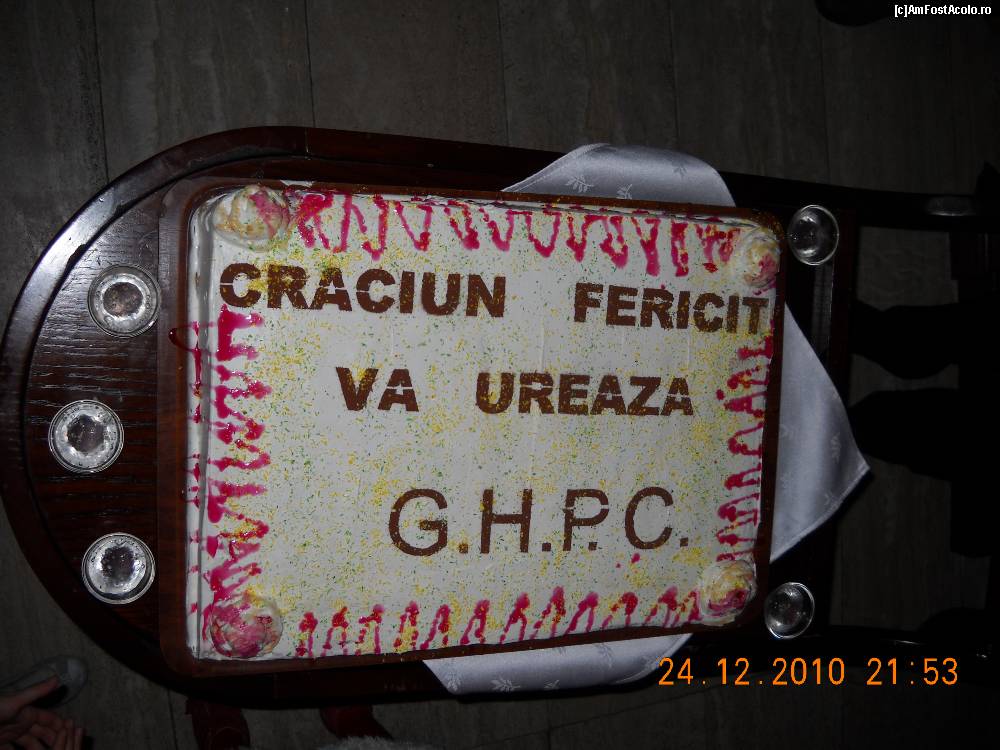 [c]AmFostAcolo.ro
CRACIUN FERICIT
VA UREAZA
G.H.P.C.
24.12.2010 21:53